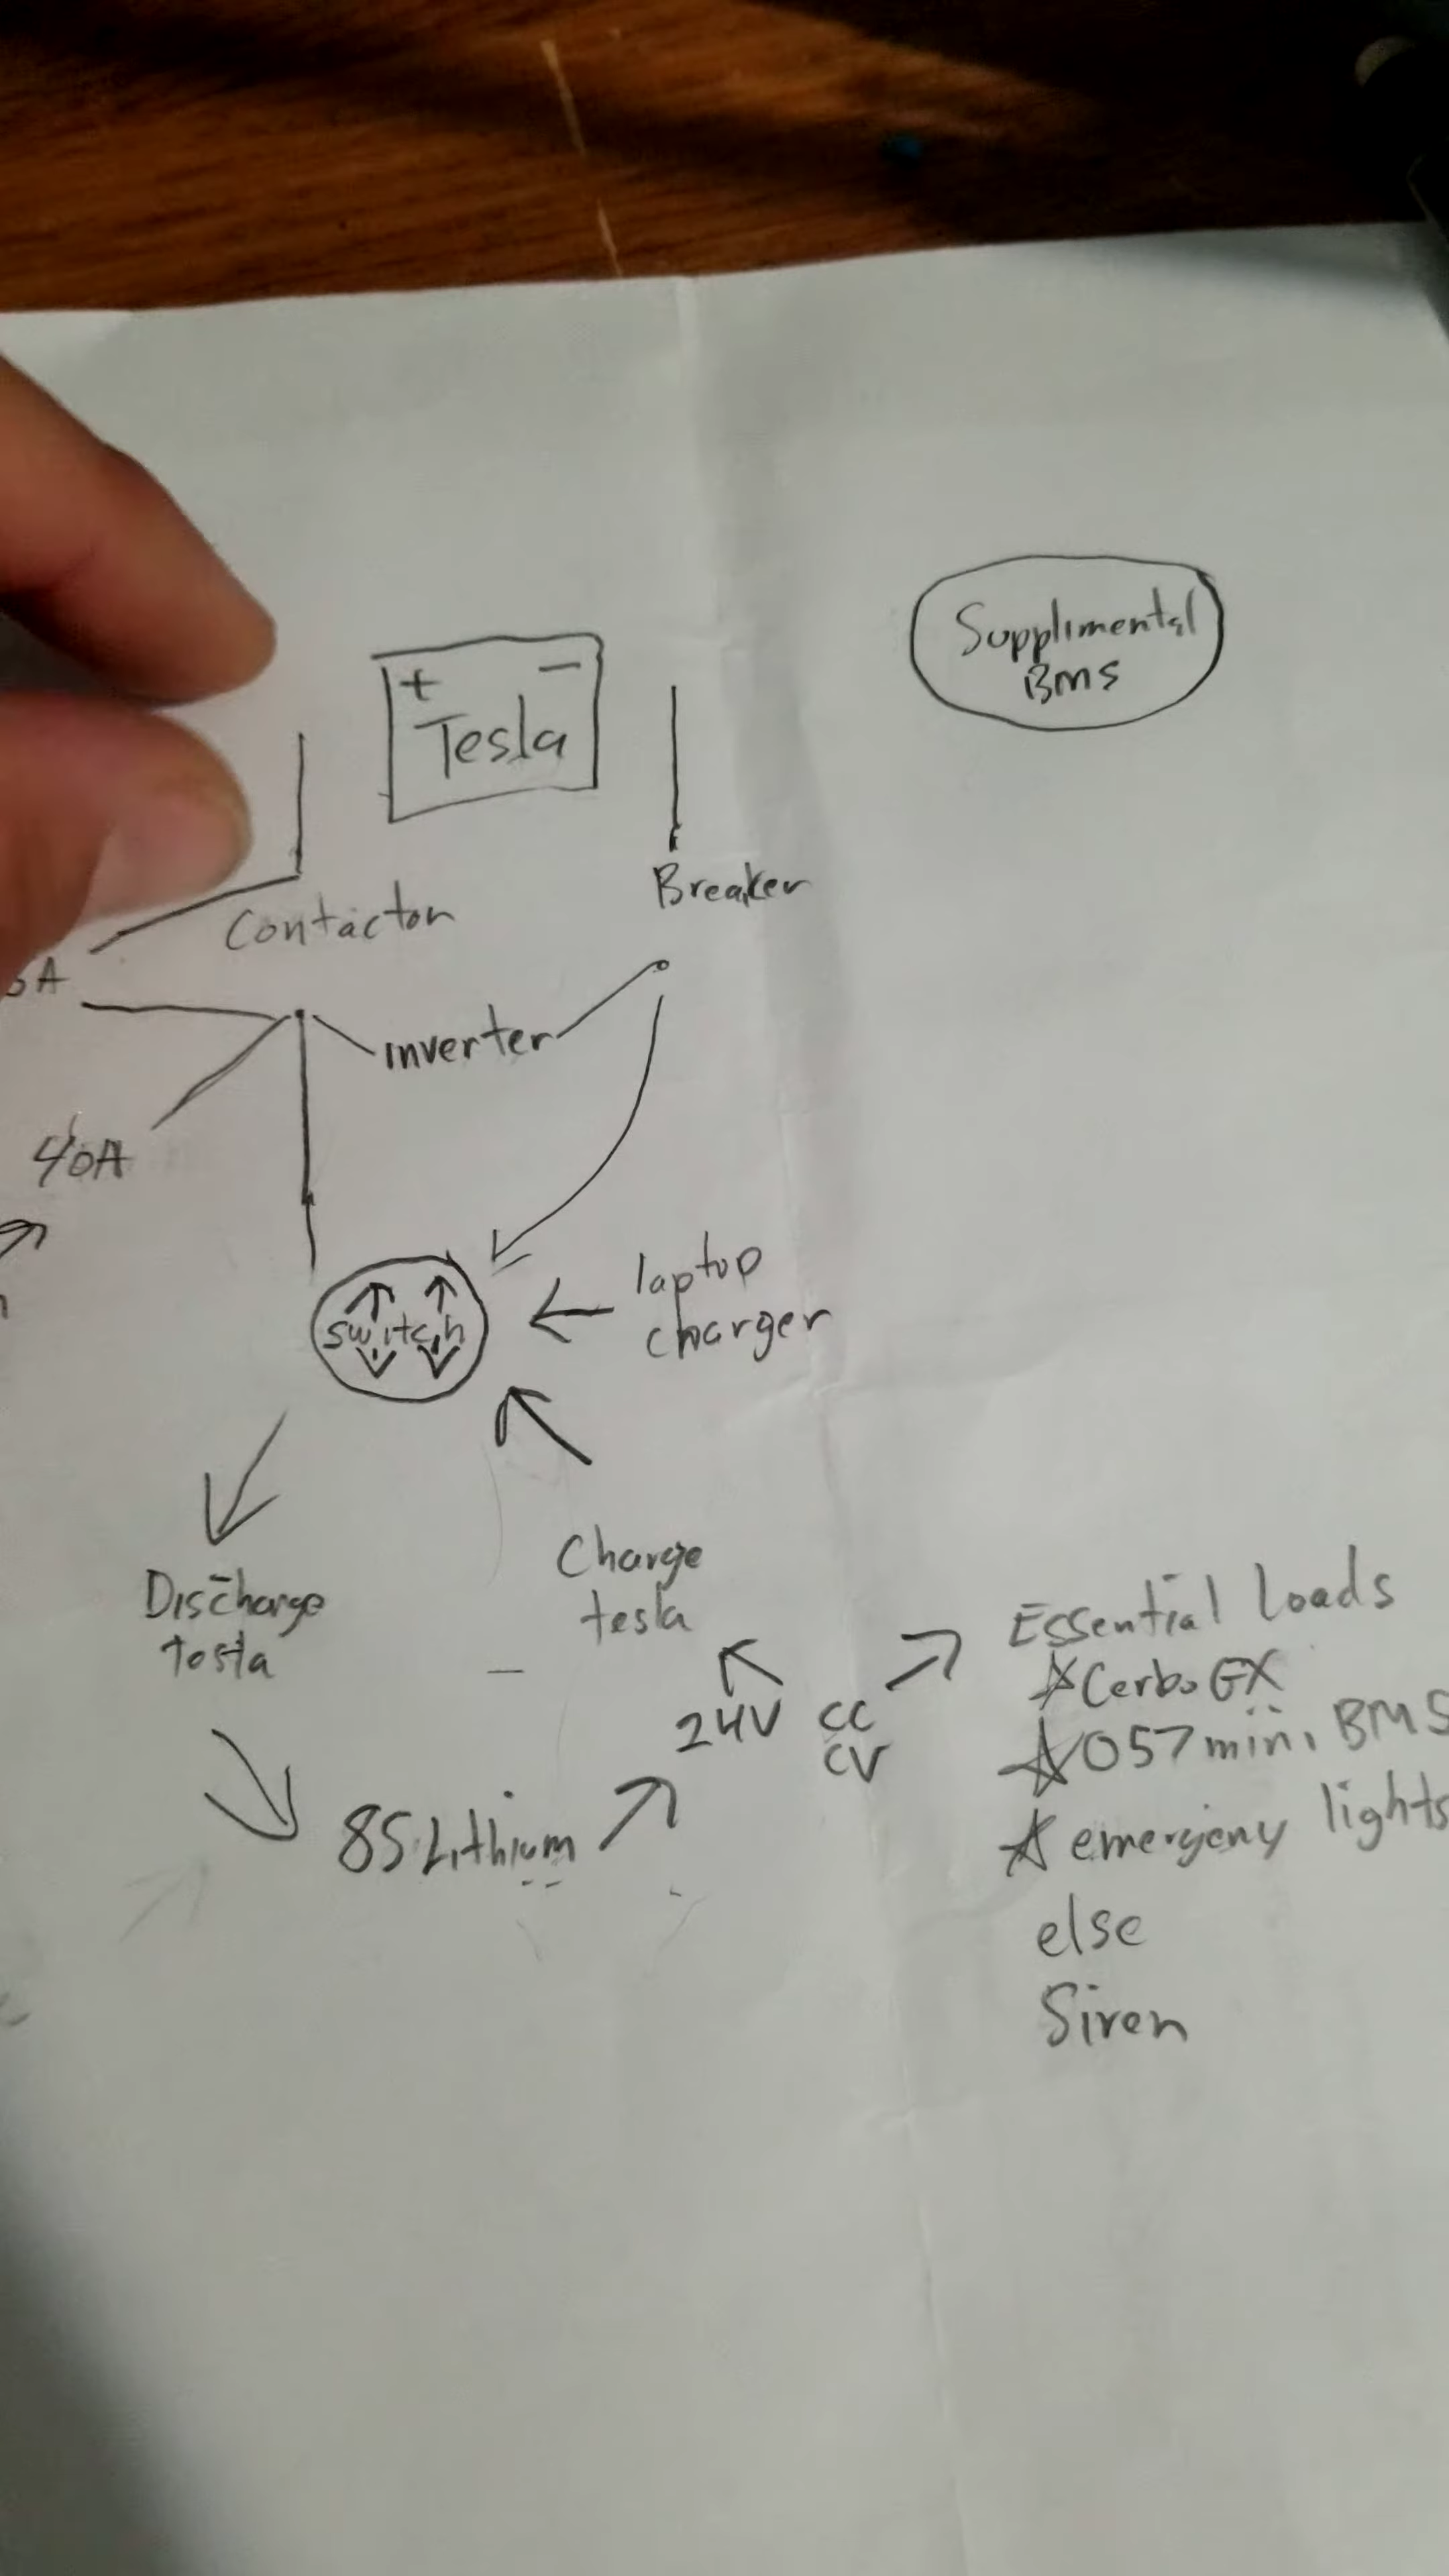 Supplimental
BMS
+ −
Tesla
Breaker
Contactor
inverter
40A
laptop
charger
switch
Charge
tesla
Discharge
tesla
Essential loads
Cerbo GX
24V CC
CV
057 mini BMS
8S Lithium
emergeny lights
else
Siren